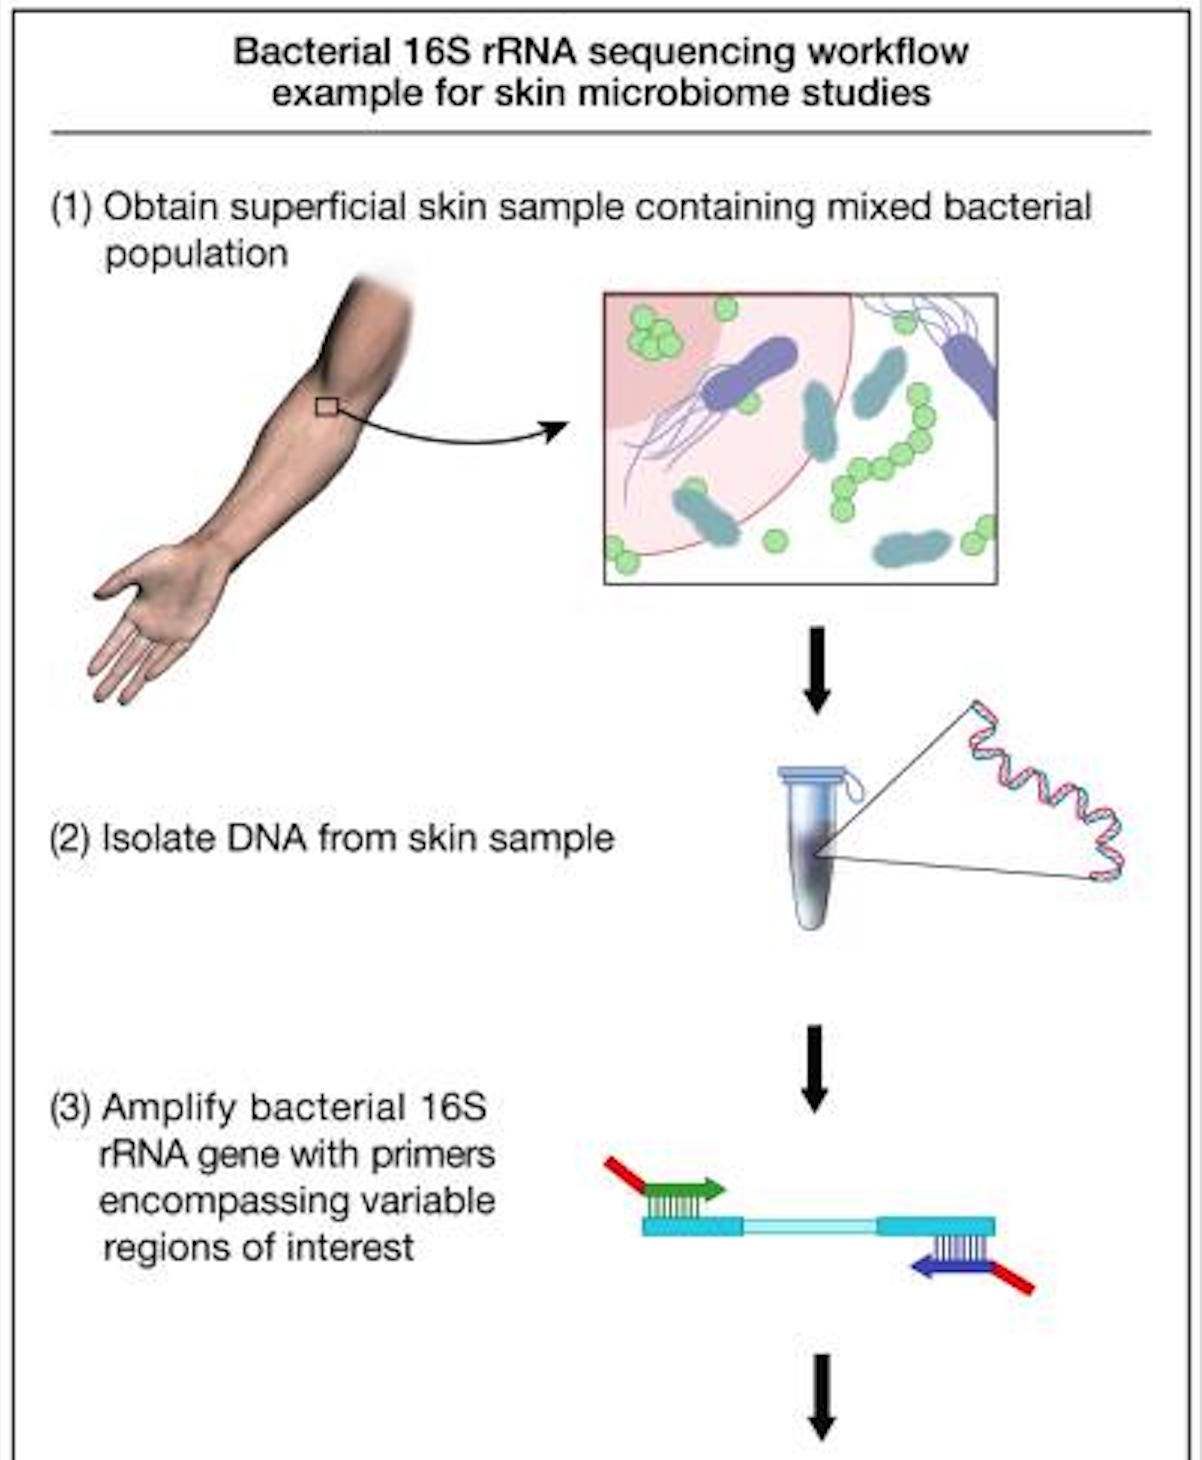 Bacterial 16S rRNA sequencing workflow
example for skin microbiome studies
(1) Obtain superficial skin sample containing mixed bacterial
population
(2) Isolate DNA from skin sample
(3) Amplify bacterial 16S
rRNA gene with primers
encompassing variable
regions of interest